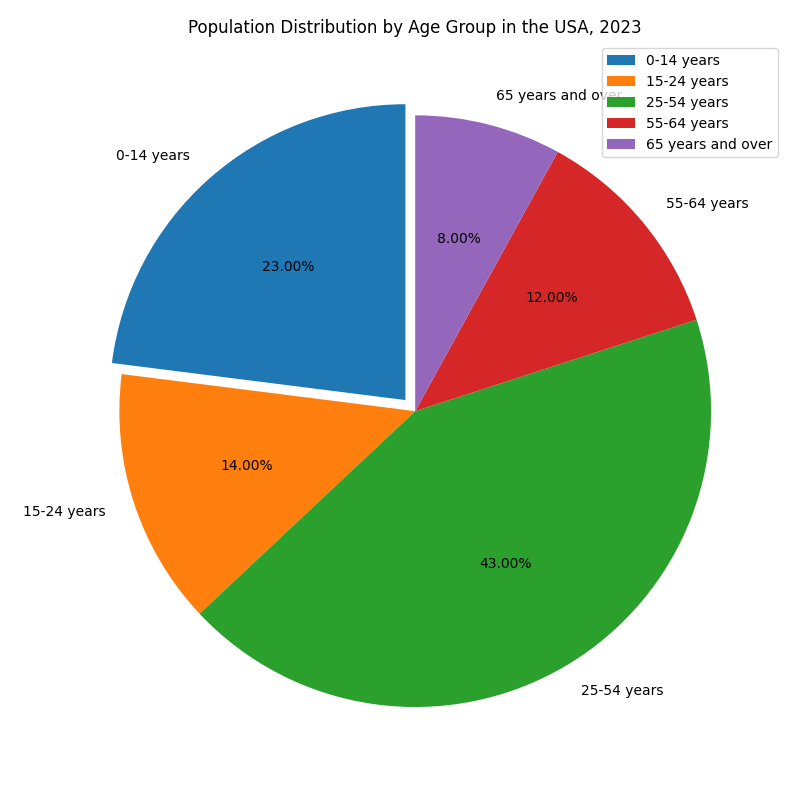 Population Distribution by Age Group in the USA, 2023
0-14 years
15-24 years
25-54 years
55-64 years
65 years and over
65 years and over
0-14 years
55-64 years
8.00%
23.00%
12.00%
14.00%
15-24 years
43.00%
25-54 years